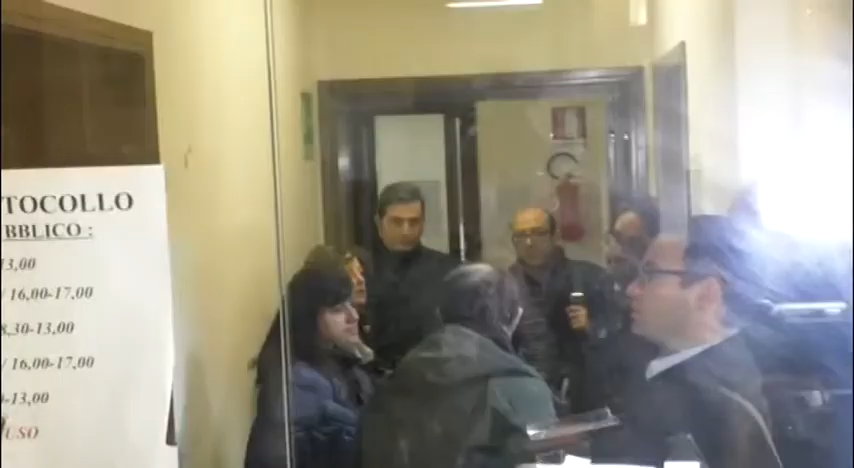 TOCOLLO
BBLICO :
13,00
/ 16,00-17,00
8,30-13,00
/ 16,00-17,00
-13,00
USO